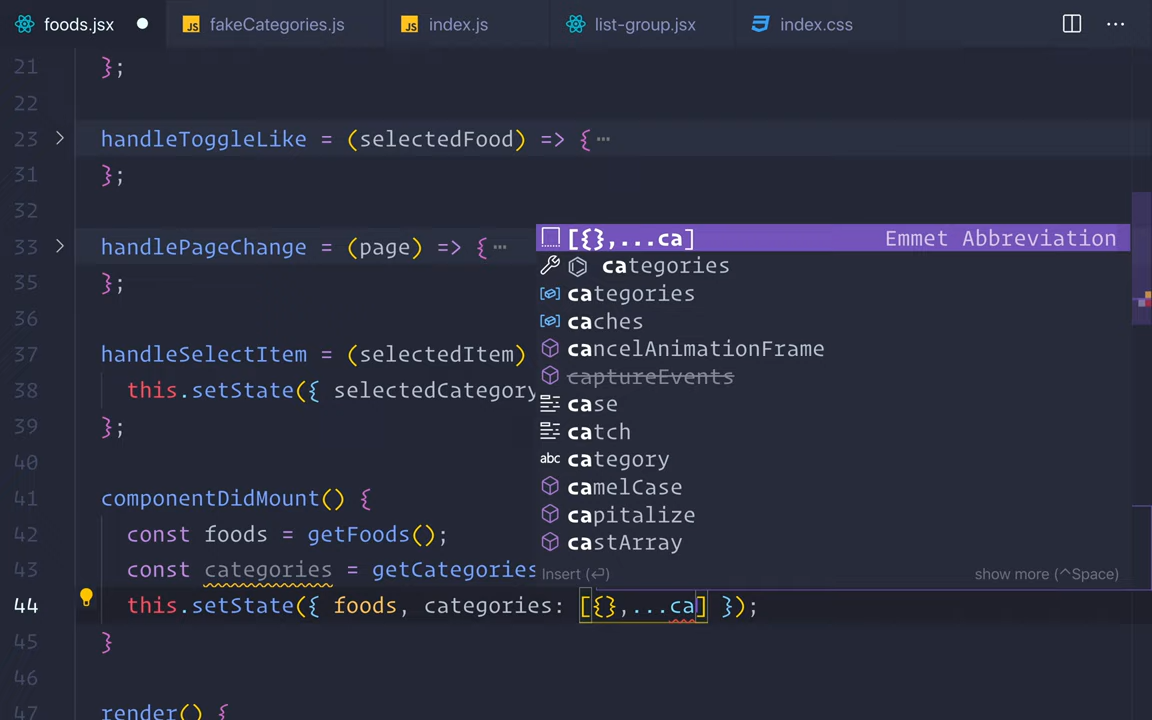 foods.jsx ● JS fakeCategories.js JS index.js list-group.jsx index.css ···
21 };
22
23 > handleToggleLike = (selectedFood) => {···
31 };
32
33 > handlePageChange = (page) => {···
35 };
36
37 handleSelectItem = (selectedItem)
38 this.setState({ selectedCategory
39 };
40
41 componentDidMount() {
42 const foods = getFoods();
43 const categories = getCategories
44 this.setState({ foods, categories: [{},...ca] });
45 }
46
47 render() {
[{},...ca] Emmet Abbreviation
categories
categories
caches
cancelAnimationFrame
captureEvents
case
catch
abc category
camelCase
capitalize
castArray
Insert (⏎) show more (^Space)